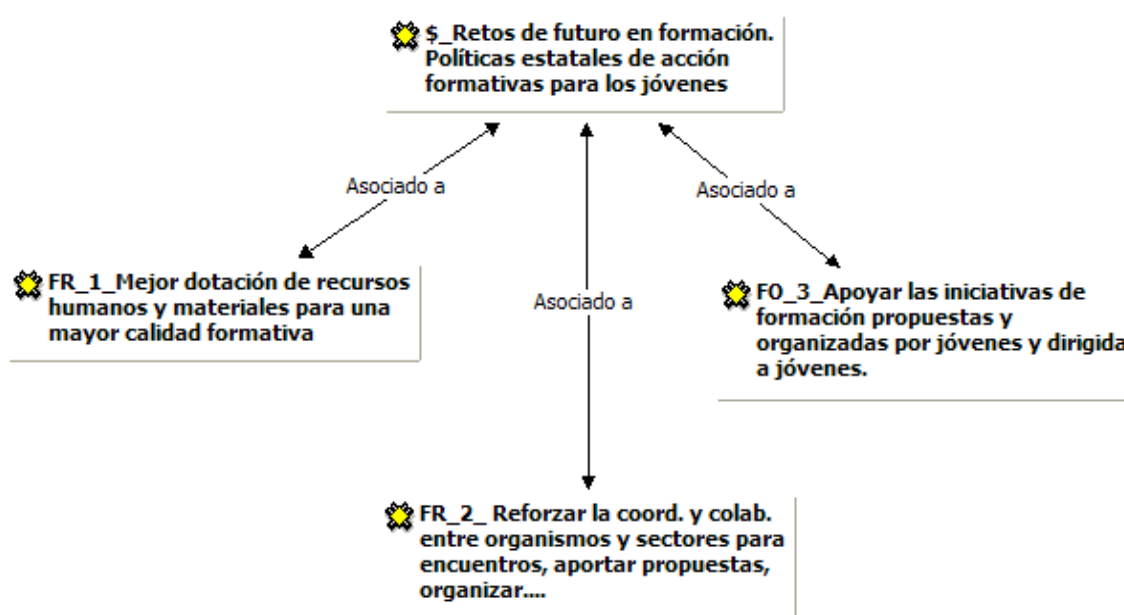 $_Retos de futuro en formación.
Políticas estatales de acción
formativas para los jóvenes
Asociado a
Asociado a
Asociado a
FR_1_Mejor dotación de recursos
humanos y materiales para una
mayor calidad formativa
FO_3_Apoyar las iniciativas de
formación propuestas y
organizadas por jóvenes y dirigida
a jóvenes.
FR_2_ Reforzar la coord. y colab.
entre organismos y sectores para
encuentros, aportar propuestas,
organizar....